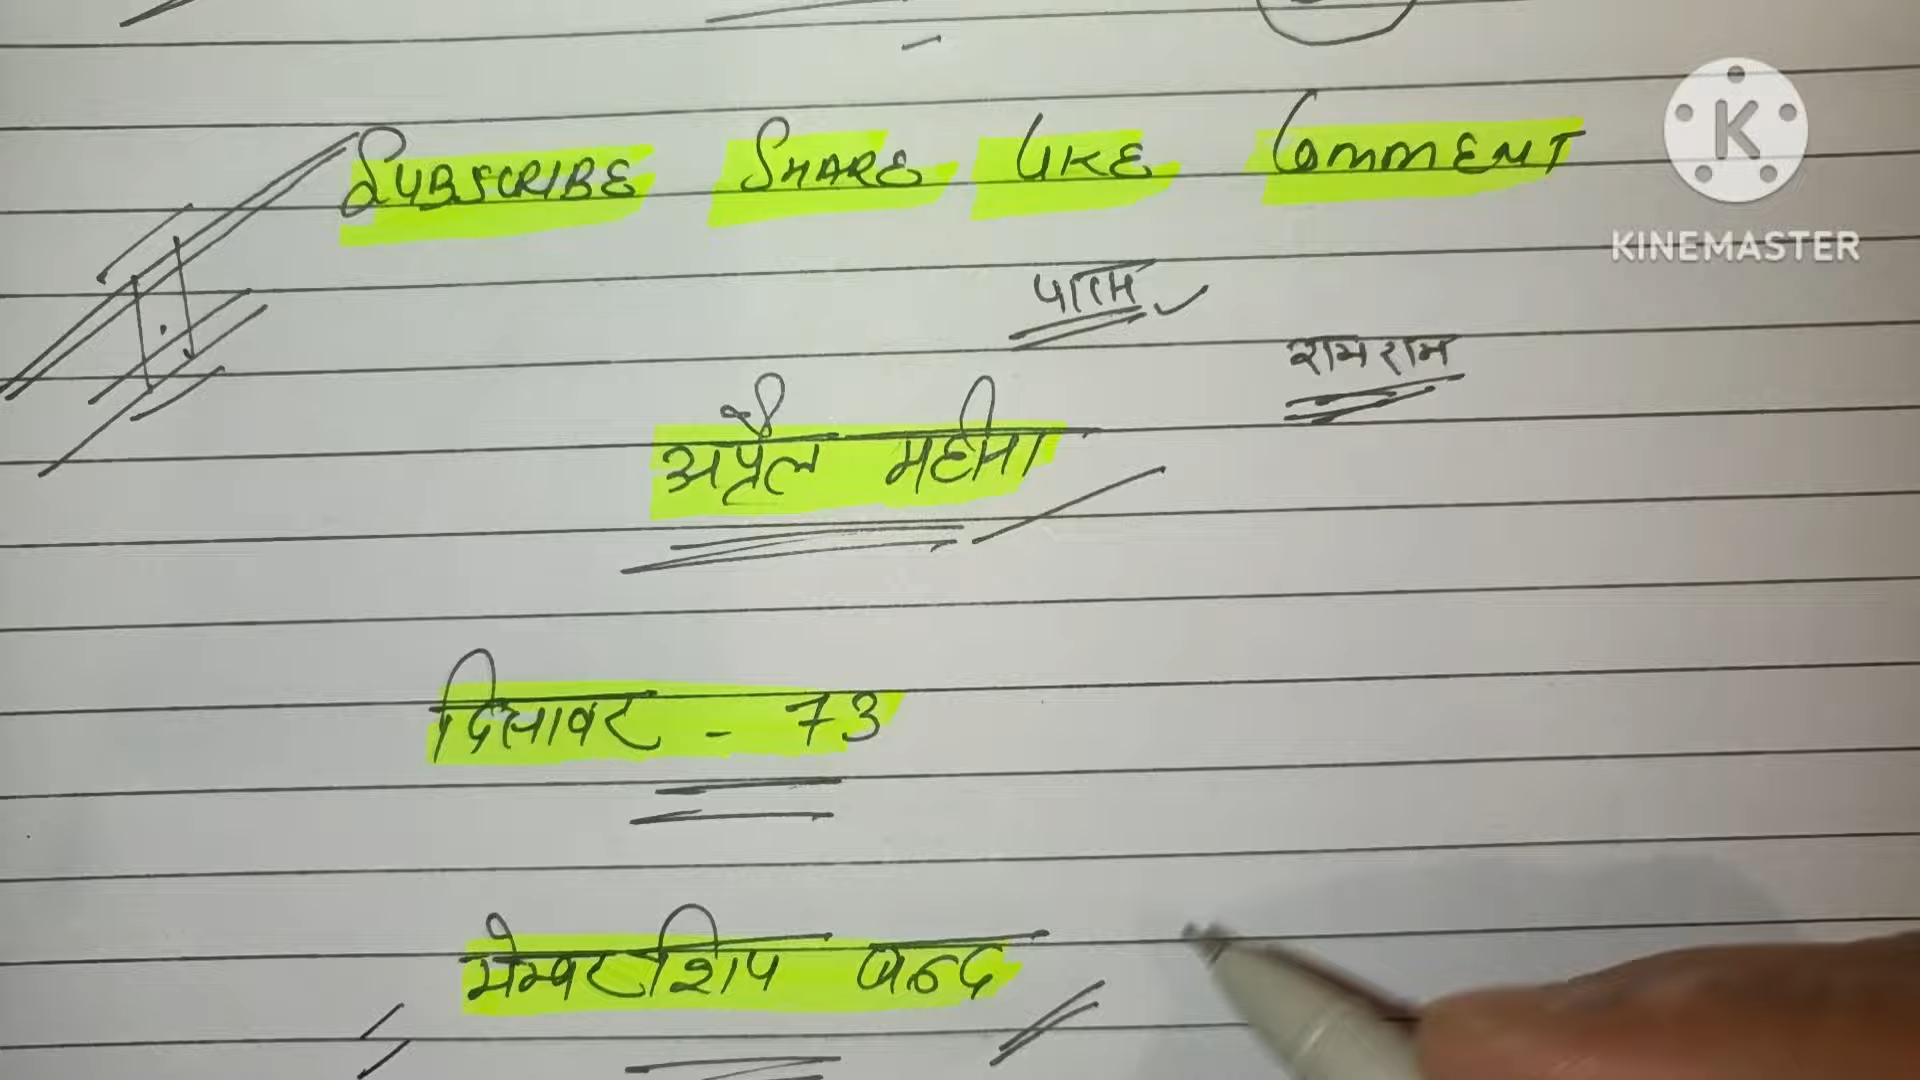 SUBSCRIBE SHARE LIKE COMMENT
K
KINEMASTER
राम राम
अप्रैल महीना
दिसावर - 73
मेम्बरशिप बन्द